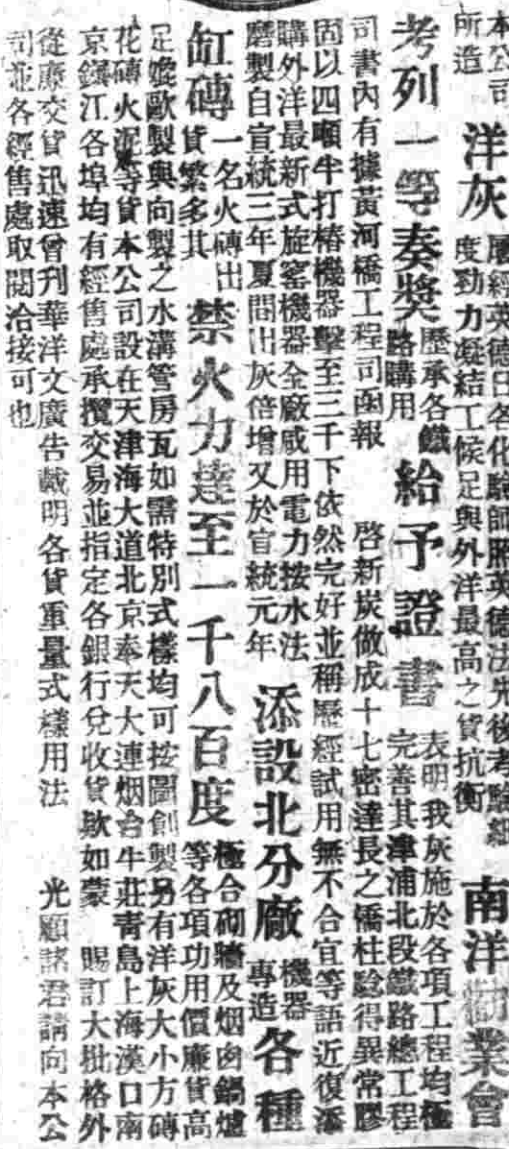 本公司
所造
洋灰
屢經英德日各化驗師照英德法先後考驗細
度勁力凝結工候足與外洋最高之貨抗衡
南洋勸業會
考列一等奏獎
歷承各鐵
路購用
給予證書
表明我灰施於各項工程均極
完善其津浦北段鐵路總工程
司書內有據黃河橋工程司函報 啓新炭做成十七密達長之橋柱驗得異常膠
固以四噸半打樁機器擊至三千下依然完好並稱歷經試用無不合宜等語近復添
購外洋最新式旋窰機器全廠咸用電力按水法
磨製自宣統三年夏間出灰倍增又於宣統元年
添設北分廠
機器
專造
各種
缸磚
一名火磚出
貨繁多其
禁火力達至一千八百度
極合砌牆及烟囪鍋爐
等各項功用價廉貨高
足媲歐製與向製之水溝管房瓦如需特別式樣均可按圖創製另有洋灰大小方磚
花磚火泥等貨本公司設在天津海大道北京奉天大連烟台牛莊青島上海漢口南
京鎮江各埠均有經售處承攬交易並指定各銀行兌收貨欵如蒙 賜訂大批格外
從廉交貨迅速曾刊華洋文廣告載明各貨重量式樣用法 光顧諸君請向本公
司並各經售處取閱洽接可也